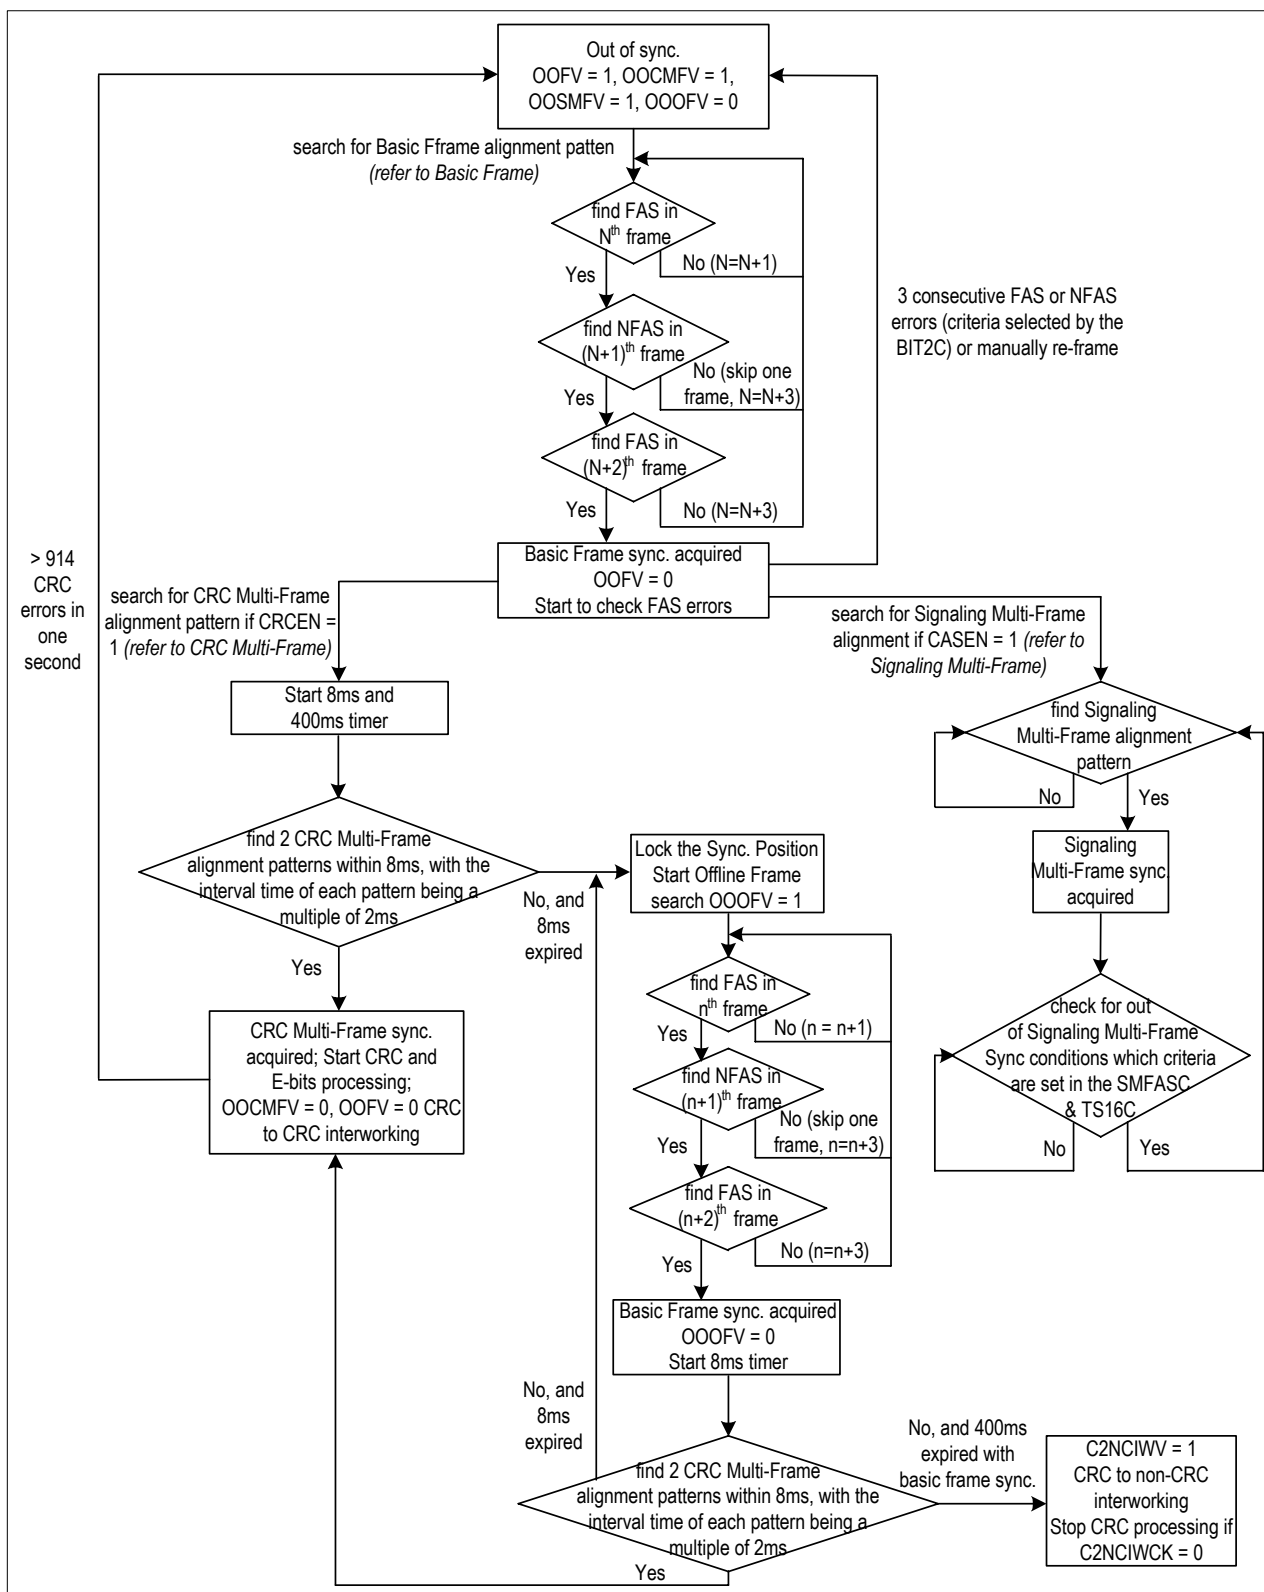 Out of sync.
OOFV = 1, OOCMFV = 1,
OOSMFV = 1, OOOFV = 0
search for Basic Fframe alignment patten
(refer to Basic Frame)
find FAS in
Nth frame
No (N=N+1)
Yes
find NFAS in
(N+1)th frame
No (skip one
frame, N=N+3)
Yes
find FAS in
(N+2)th frame
No (N=N+3)
Yes
3 consecutive FAS or NFAS
errors (criteria selected by the
BIT2C) or manually re-frame
Basic Frame sync. acquired
OOFV = 0
Start to check FAS errors
> 914
CRC
errors in
one
second
search for CRC Multi-Frame
alignment pattern if CRCEN =
1 (refer to CRC Multi-Frame)
search for Signaling Multi-Frame
alignment if CASEN = 1 (refer to
Signaling Multi-Frame)
Start 8ms and
400ms timer
find Signaling
Multi-Frame alignment
pattern
No
Yes
Signaling
Multi-Frame sync.
acquired
check for out
of Signaling Multi-Frame
Sync conditions which criteria
are set in the SMFASC
& TS16C
No
Yes
find 2 CRC Multi-Frame
alignment patterns within 8ms, with the
interval time of each pattern being a
multiple of 2ms
No, and
8ms
expired
Yes
CRC Multi-Frame sync.
acquired; Start CRC and
E-bits processing;
OOCMFV = 0, OOFV = 0 CRC
to CRC interworking
Lock the Sync. Position
Start Offline Frame
search OOOFV = 1
find FAS in
nth frame
No (n = n+1)
Yes
find NFAS in
(n+1)th frame
No (skip one
frame, n=n+3)
Yes
find FAS in
(n+2)th frame
No (n=n+3)
Yes
Basic Frame sync. acquired
OOOFV = 0
Start 8ms timer
No, and
8ms
expired
find 2 CRC Multi-Frame
alignment patterns within 8ms, with the
interval time of each pattern being a
multiple of 2ms
Yes
No, and 400ms
expired with
basic frame sync.
C2NCIWV = 1
CRC to non-CRC
interworking
Stop CRC processing if
C2NCIWCK = 0